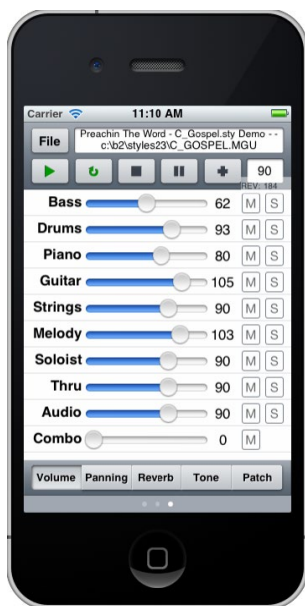 Carrier 11:10 AM
File
Preachin The Word - C_Gospel.sty Demo - -
c:\b2\styles23\C_GOSPEL.MGU
90
REV: 184
Bass 62 M S
Drums 93 M S
Piano 80 M S
Guitar 105 M S
Strings 90 M S
Melody 103 M S
Soloist 90 M S
Thru 90 M S
Audio 90 M S
Combo 0 M
Volume Panning Reverb Tone Patch